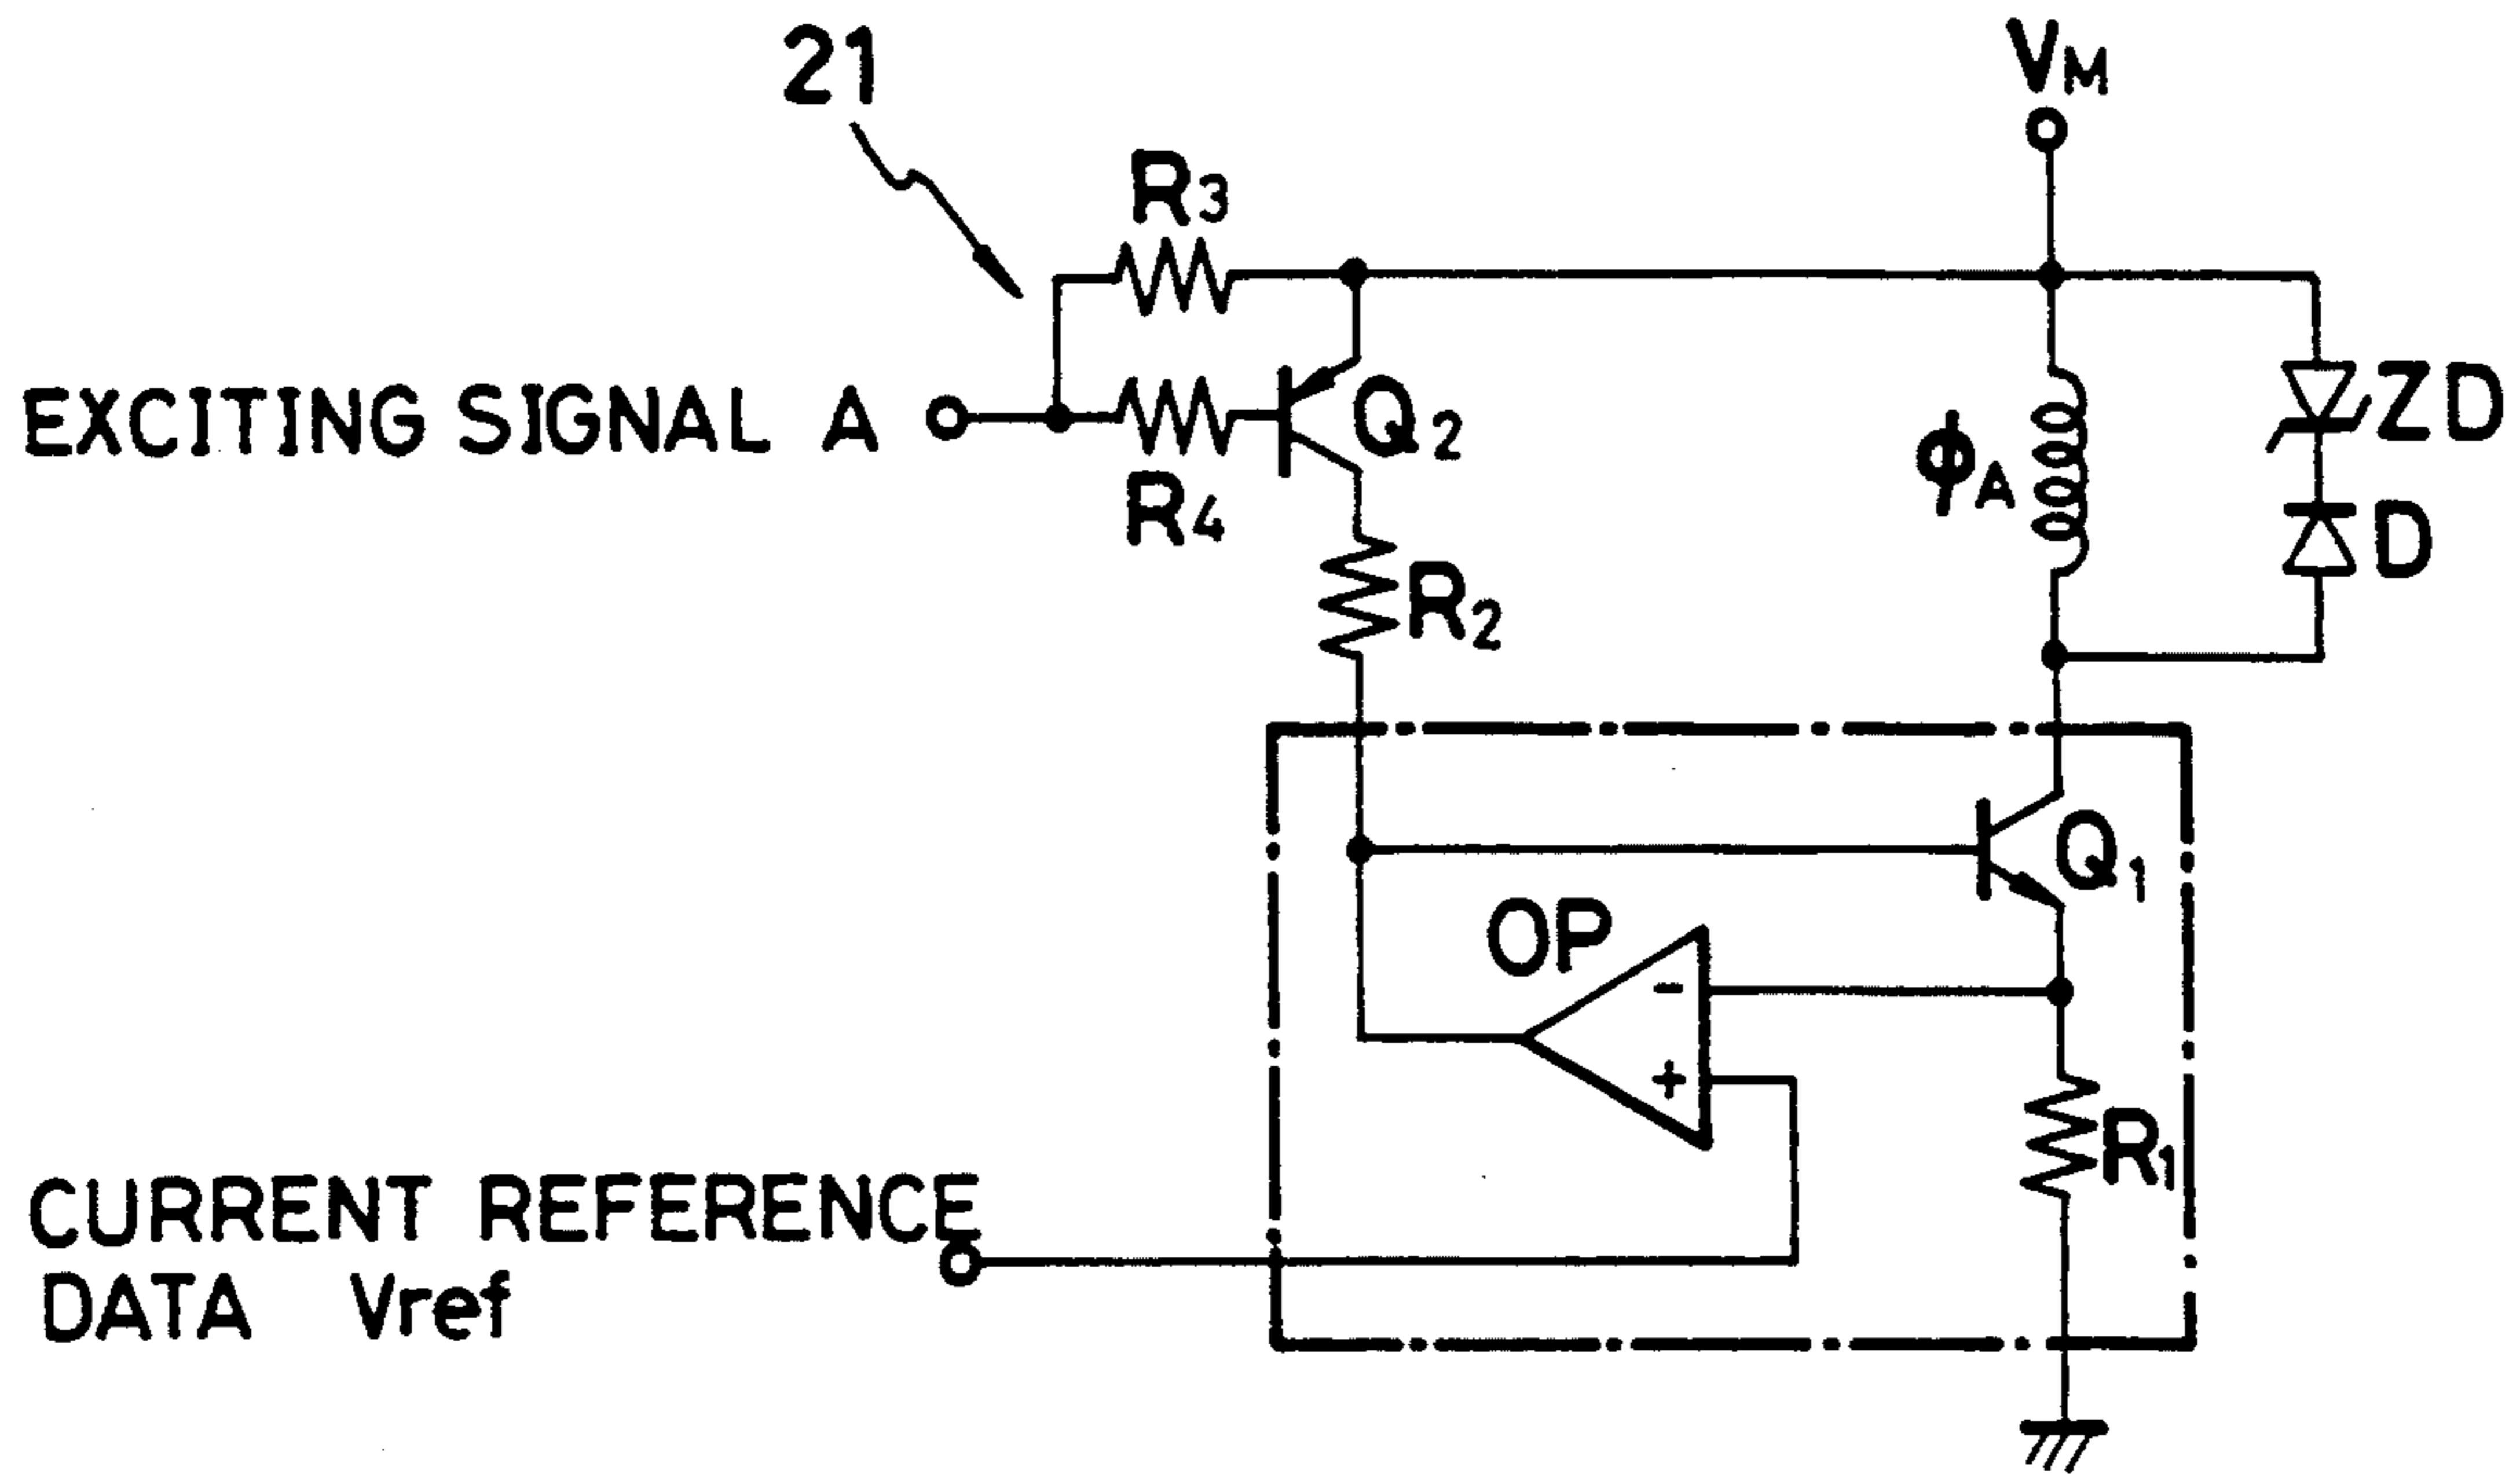 21
VM
R3
EXCITING SIGNAL A
Q2
ZD
φA
R4
D
R2
Q1
OP
-
+
R1
CURRENT REFERENCE
DATA Vref